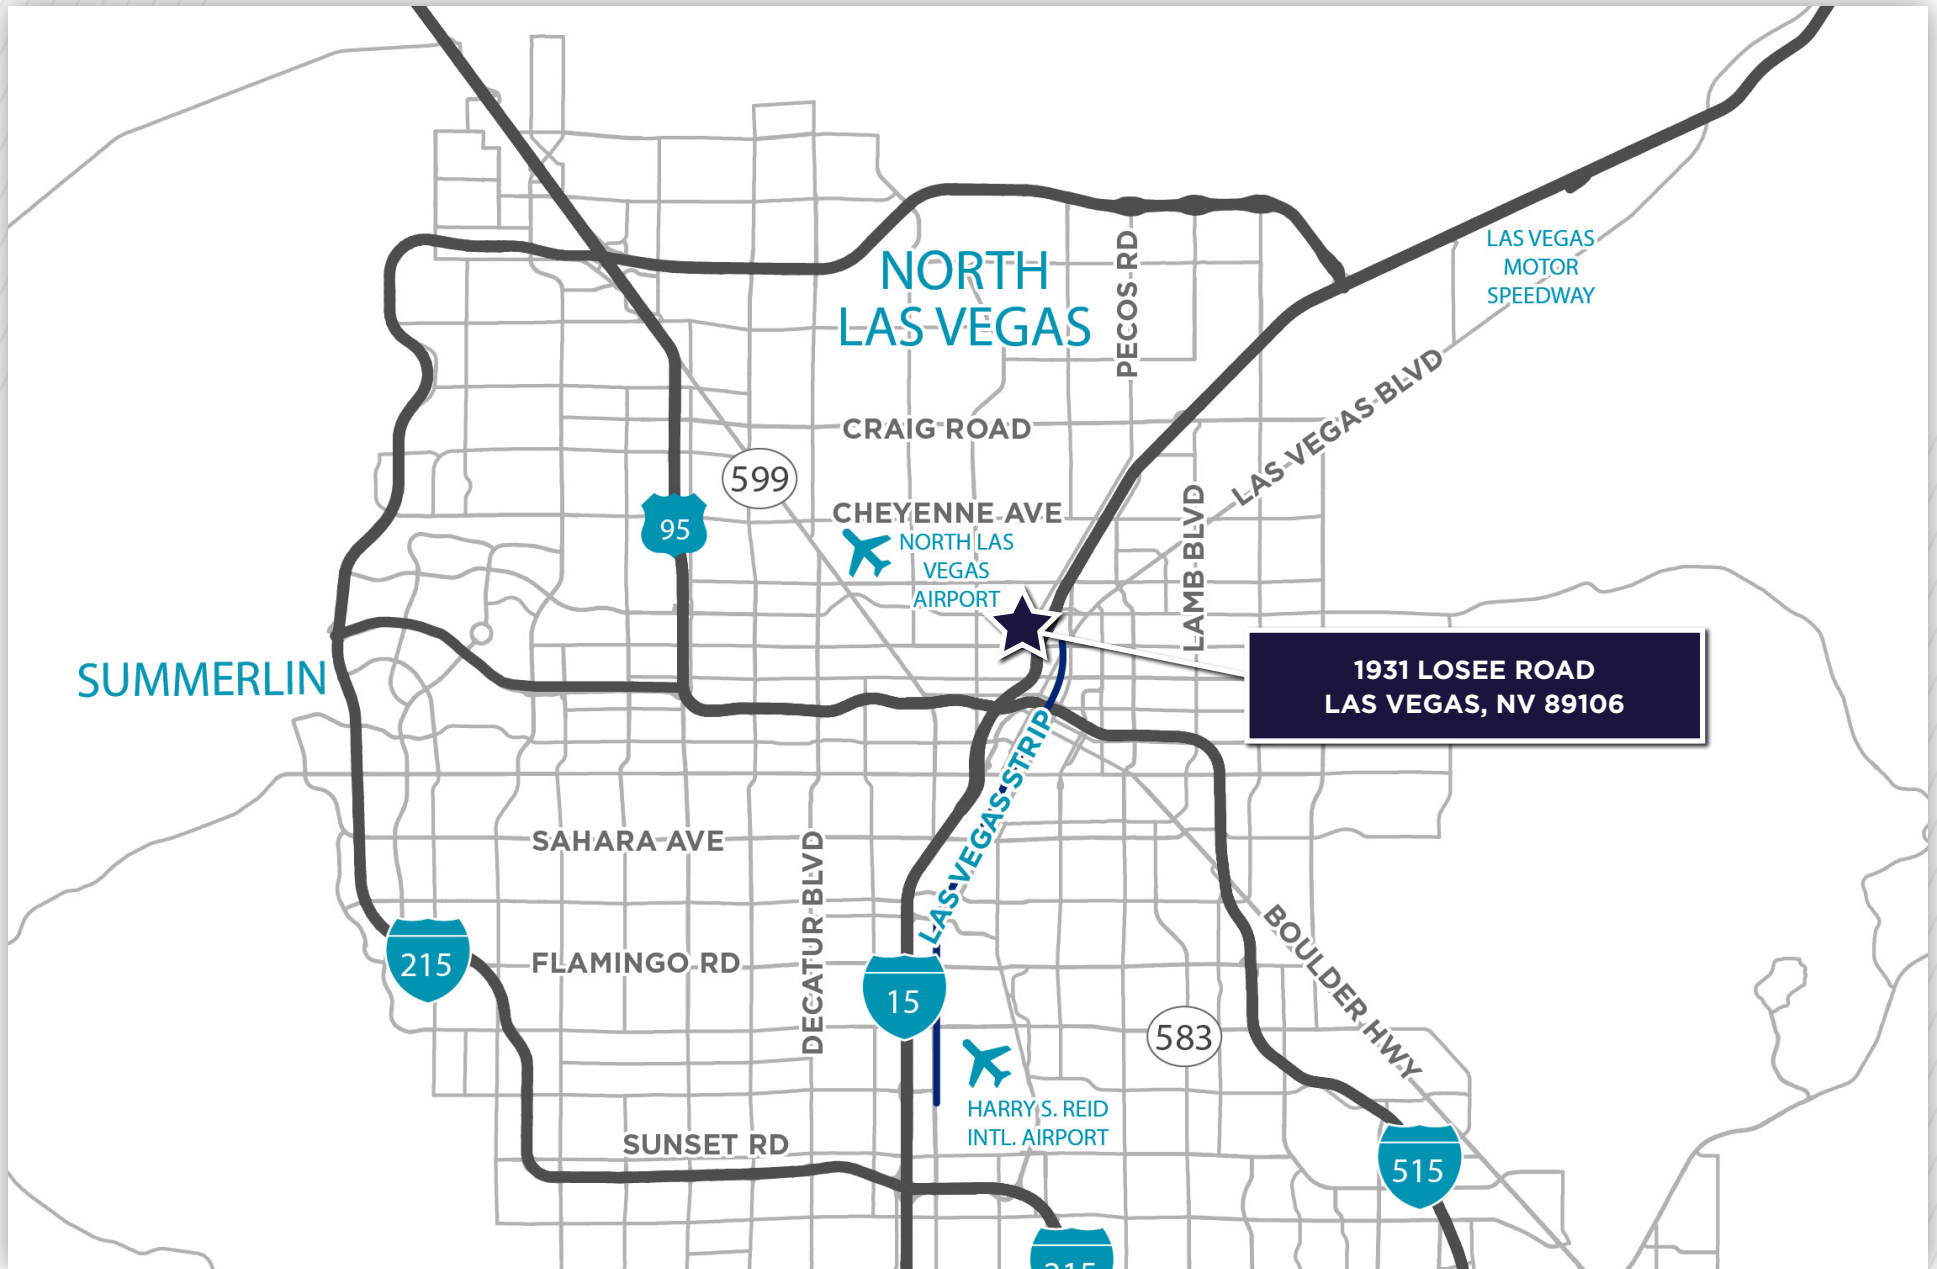 NORTH
LAS VEGAS
PECOS RD
LAS VEGAS
MOTOR
SPEEDWAY
LAS VEGAS BLVD
CRAIG ROAD
599
CHEYENNE AVE
95
NORTH LAS
VEGAS
AIRPORT
LAMB BLVD
SUMMERLIN
1931 LOSEE ROAD
LAS VEGAS, NV 89106
LAS VEGAS STRIP
SAHARA AVE
DECATUR BLVD
BOULDER HWY
215
FLAMINGO RD
15
583
HARRY S. REID
INTL. AIRPORT
SUNSET RD
515
215